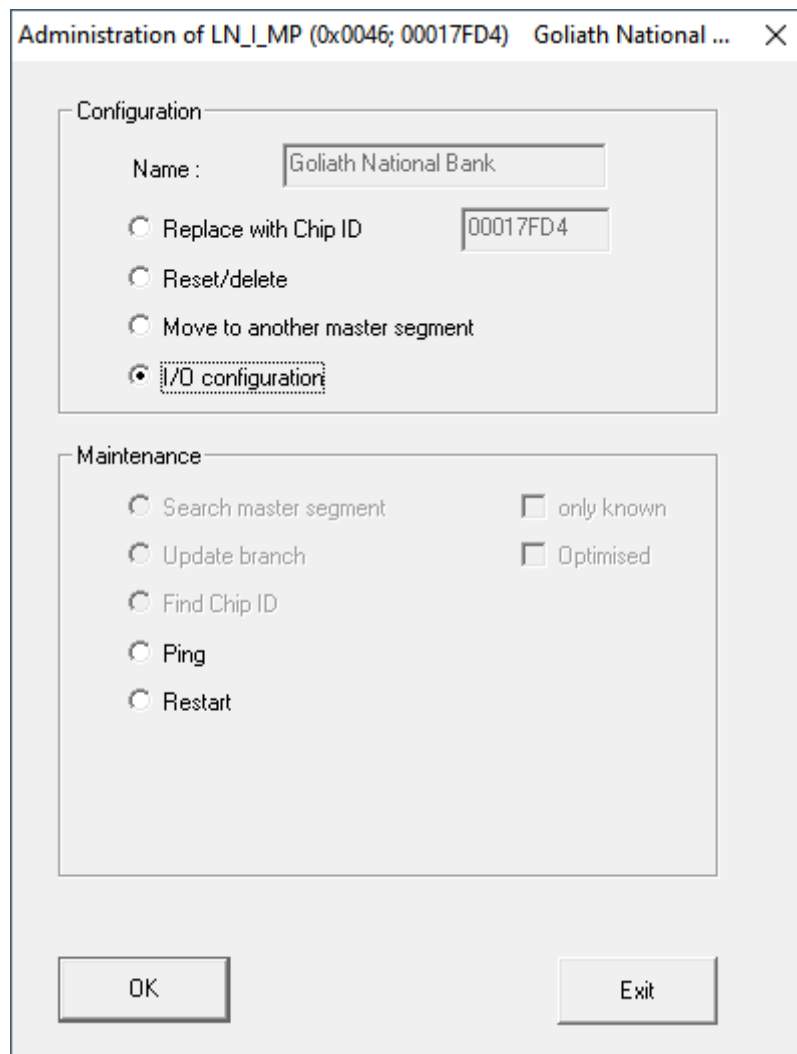 Administration of LN_I_MP (0x0046; 00017FD4) Goliath National ...
Configuration
Name : Goliath National Bank
Replace with Chip ID 00017FD4
Reset/delete
Move to another master segment
I/O configuration
Maintenance
Search master segment only known
Update branch Optimised
Find Chip ID
Ping
Restart
OK Exit